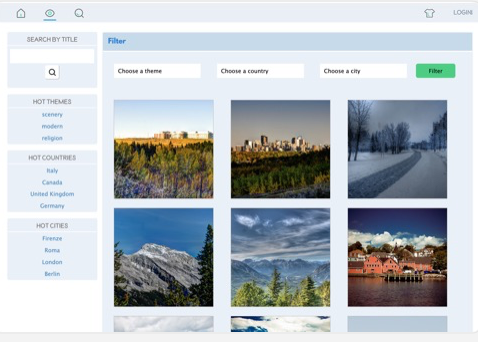 LOGIN!
SEARCH BY TITLE
HOT THEMES
scenery
modern
religion
HOT COUNTRIES
Italy
Canada
United Kingdom
Germany
HOT CITIES
Firenze
Roma
London
Berlin
Filter
Choose a theme
Choose a country
Choose a city
Filter